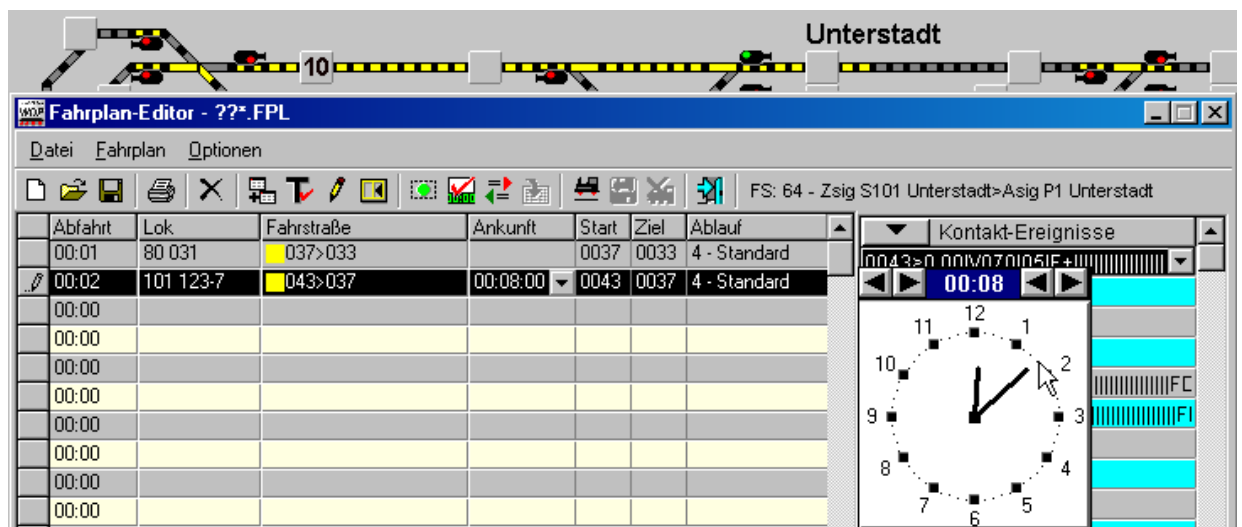 Unterstadt
10
Fahrplan-Editor - ??*.FPL
Datei Fahrplan Optionen
FS: 64 - Zsig S101 Unterstadt>Asig P1 Unterstadt
Abfahrt Lok Fahrstraße Ankunft Start Ziel Ablauf Kontakt-Ereignisse
00:01 80 031 037>033 0037 0033 4 - Standard
00:02 101 123-7 043>037 00:08:00 0043 0037 4 - Standard
00:08
00:00
00:00
00:00
00:00
00:00
00:00
00:00
00:00
12
11 1
10 2
9 3
8 4
7 5
6